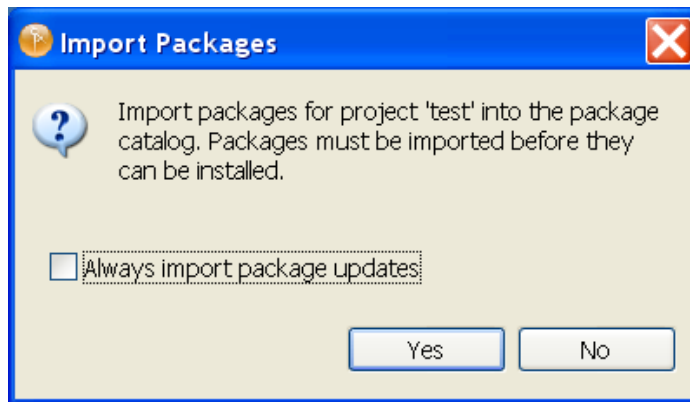 Import Packages
Import packages for project 'test' into the package
catalog. Packages must be imported before they
can be installed.
Always import package updates
Yes
No